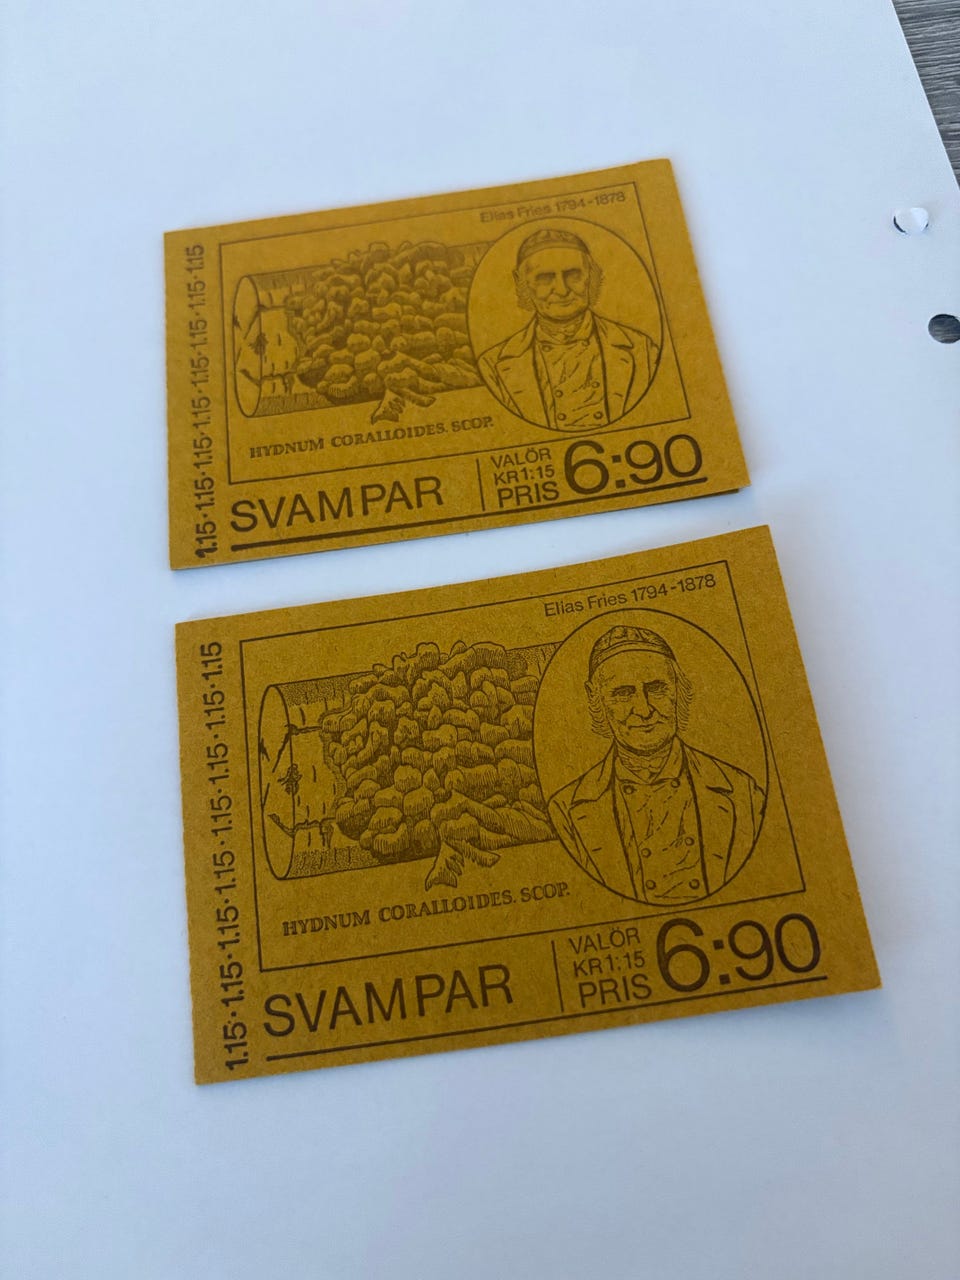 Elias Fries 1794-1878
1.15·1.15·1.15·1.15·1.15·1.15
HYDNUM CORALLOIDES. SCOP.
SVAMPAR
VALÖR
KR 1:15
PRIS 6:90
Elias Fries 1794-1878
1.15·1.15·1.15·1.15·1.15·1.15
HYDNUM CORALLOIDES. SCOP.
SVAMPAR
VALÖR
KR 1:15
PRIS 6:90